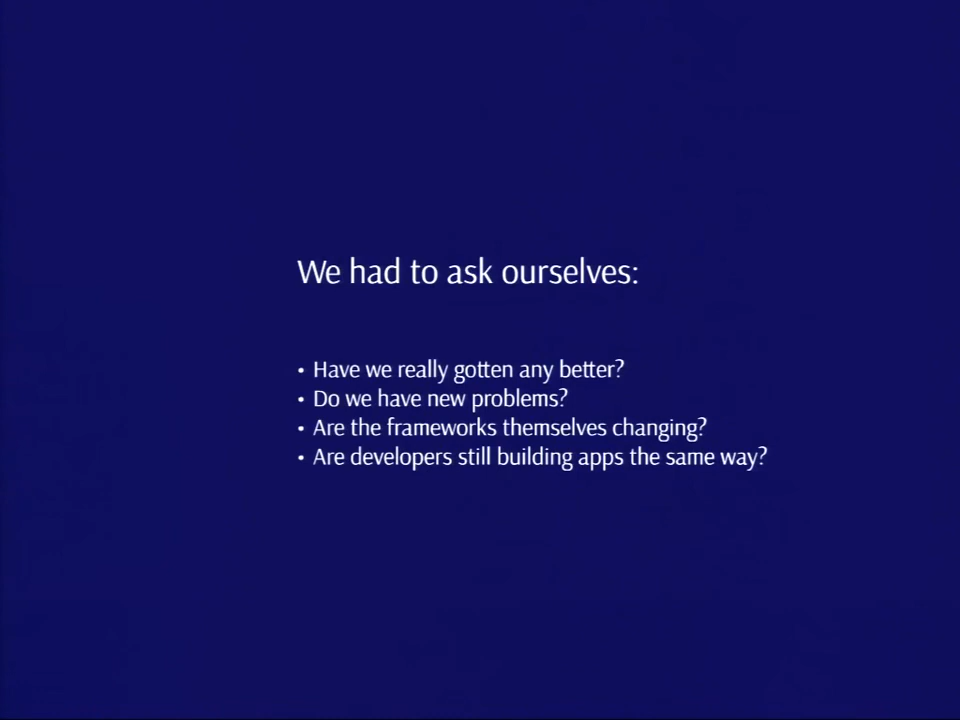 We had to ask ourselves:
• Have we really gotten any better?
• Do we have new problems?
• Are the frameworks themselves changing?
• Are developers still building apps the same way?